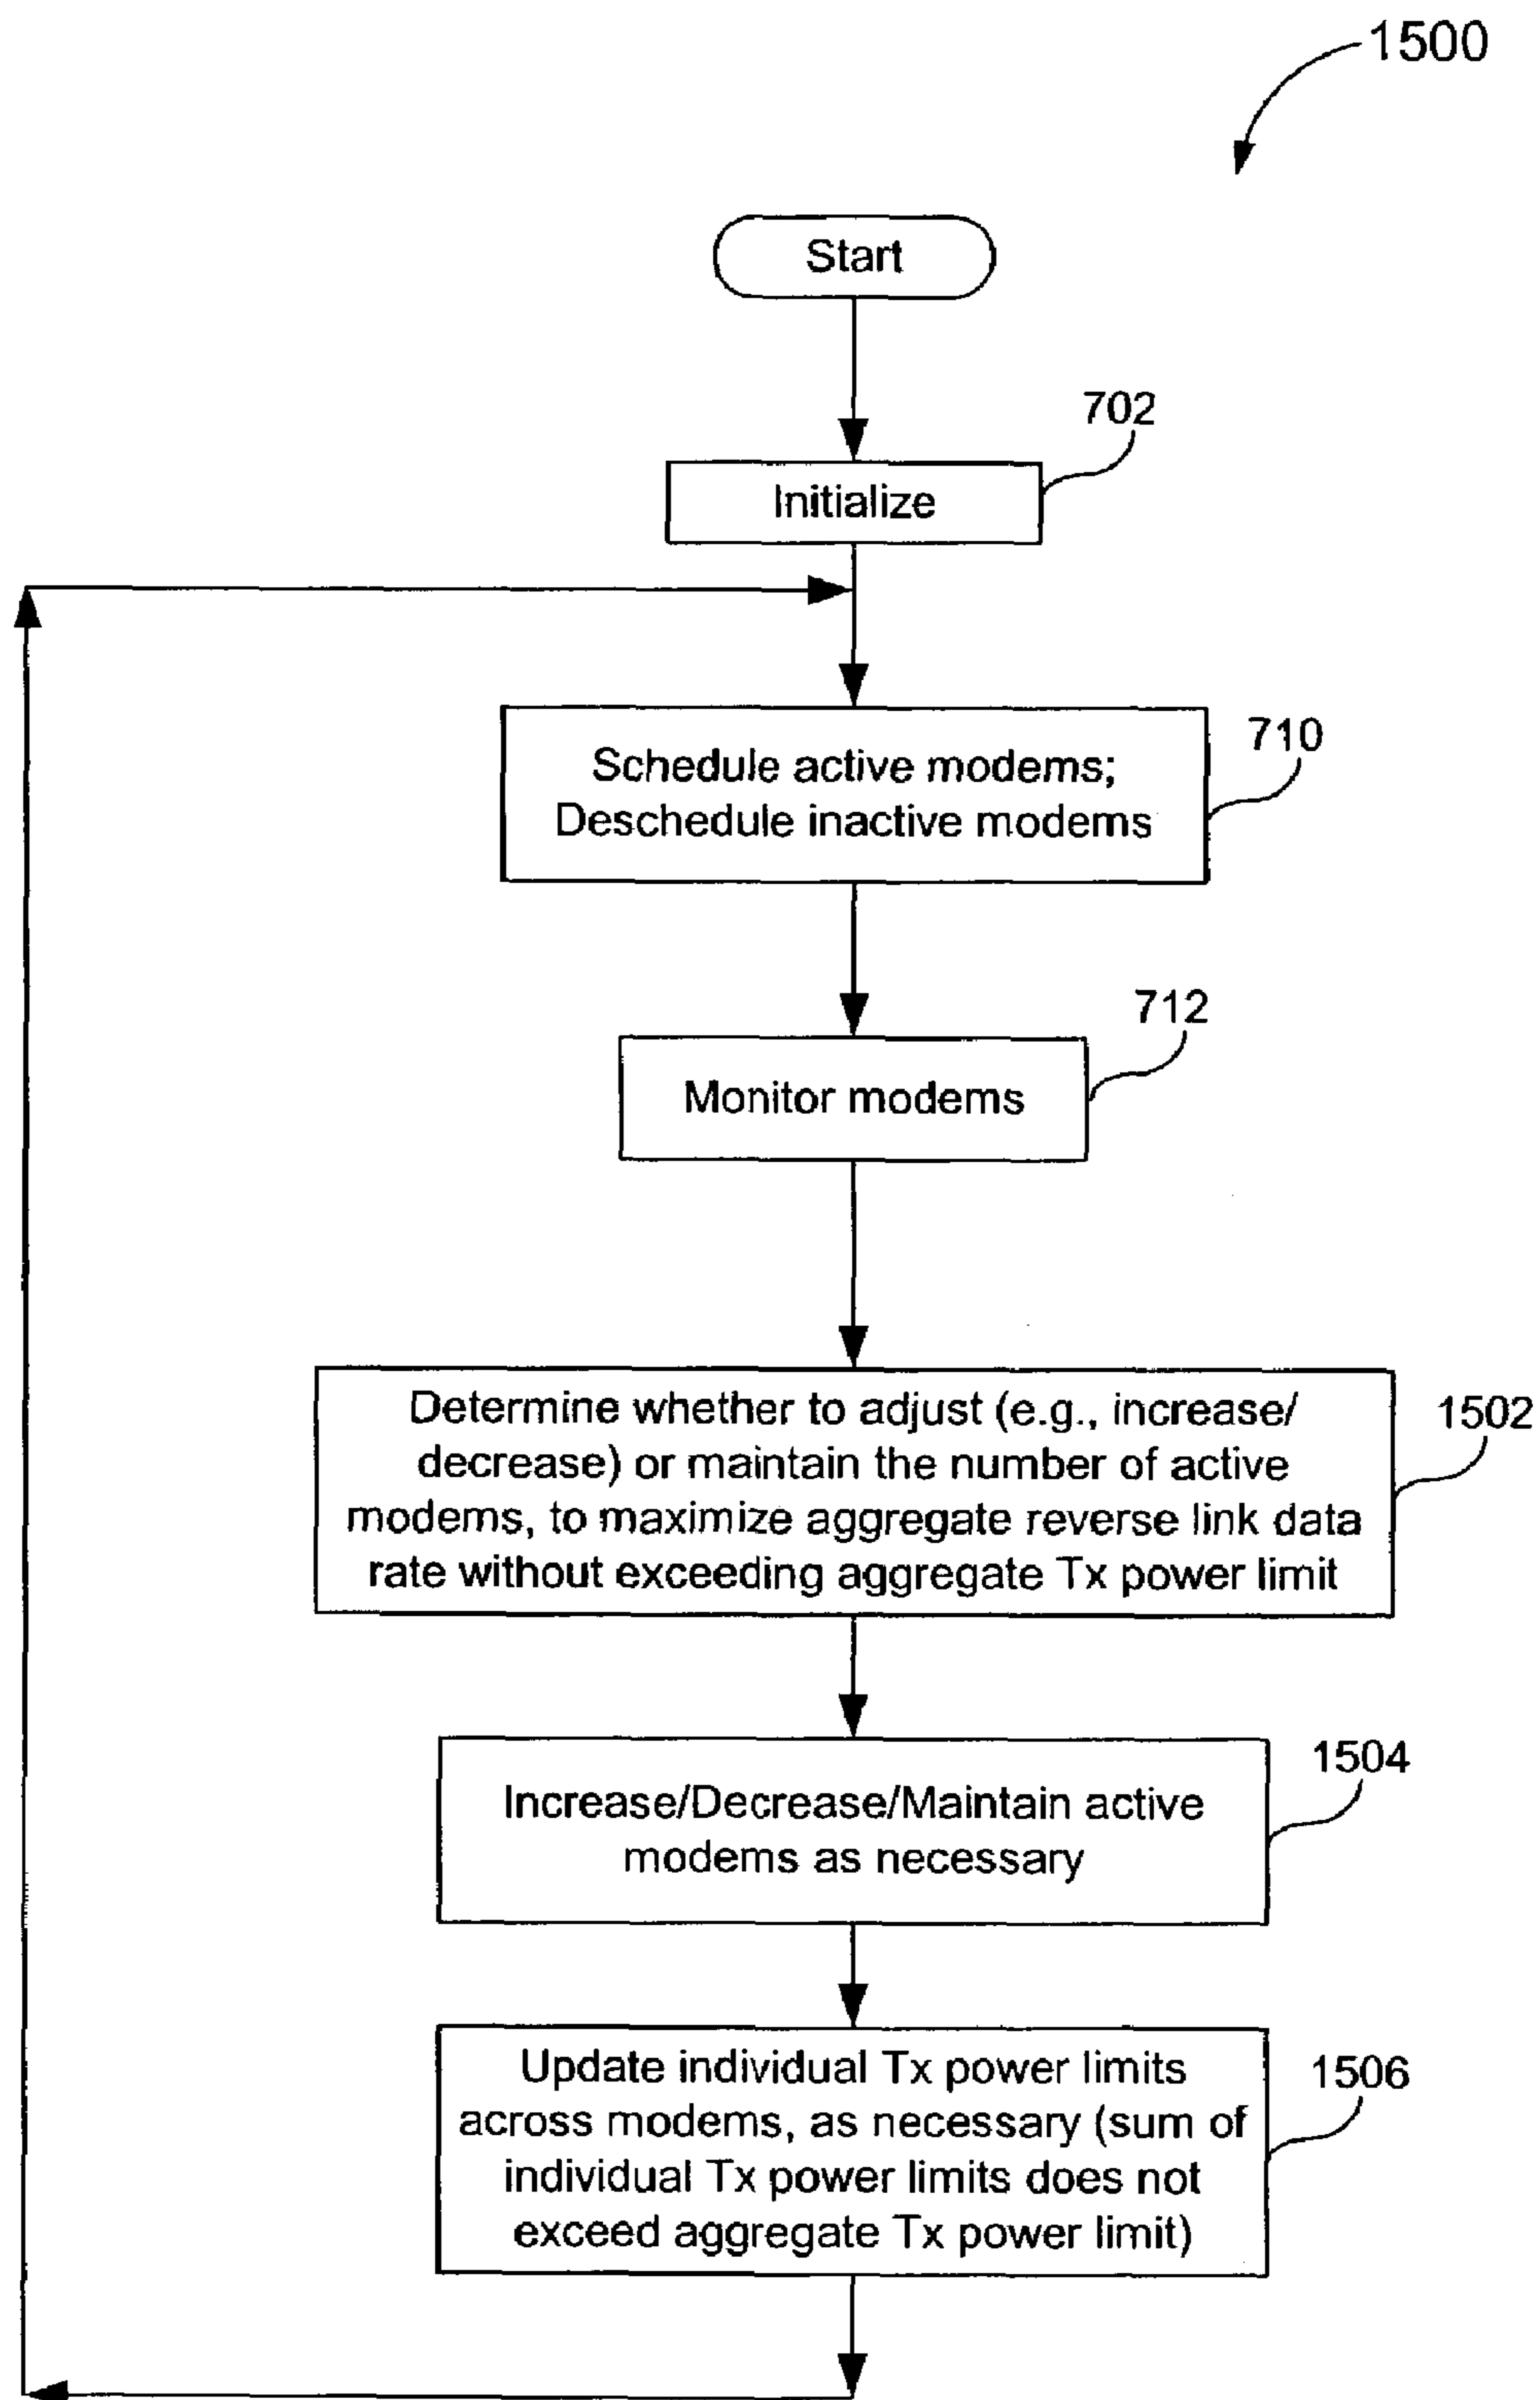 1500
Start
702
Initialize
710
Schedule active modems;
Deschedule inactive modems
712
Monitor modems
1502
Determine whether to adjust (e.g., increase/
decrease) or maintain the number of active
modems, to maximize aggregate reverse link data
rate without exceeding aggregate Tx power limit
1504
Increase/Decrease/Maintain active
modems as necessary
1506
Update individual Tx power limits
across modems, as necessary (sum of
individual Tx power limits does not
exceed aggregate Tx power limit)